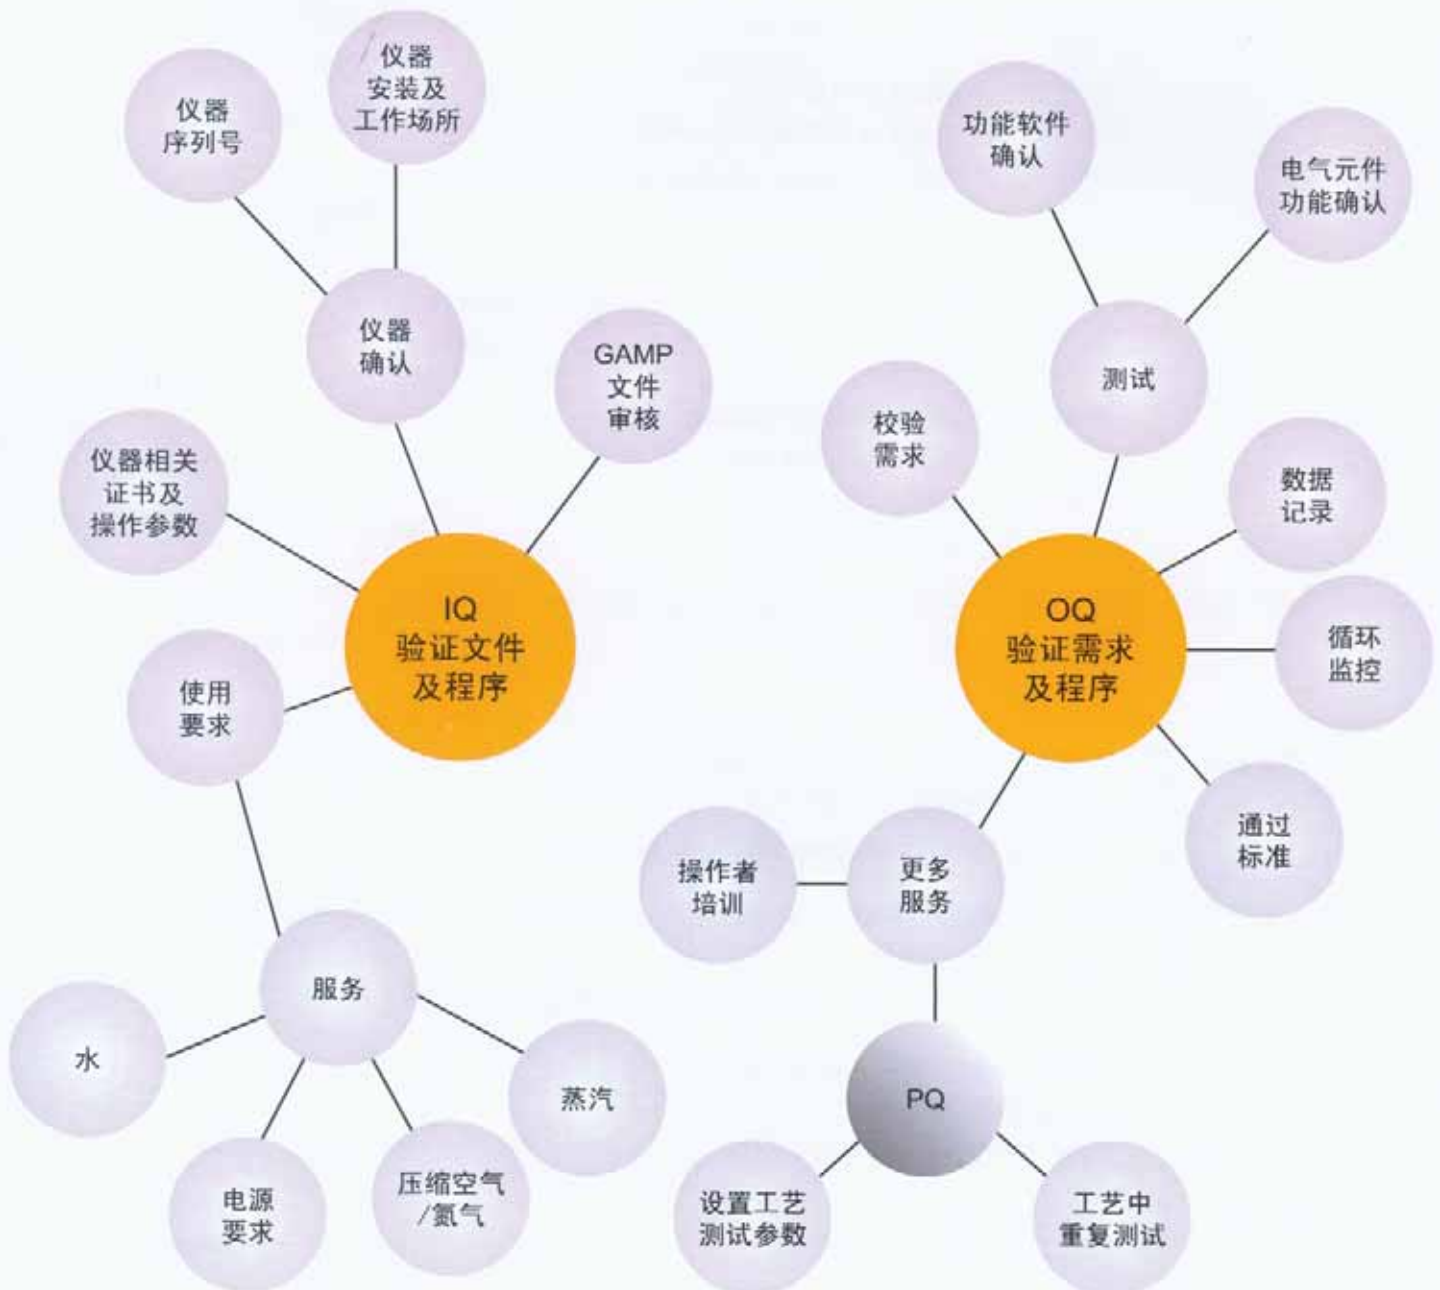 仪器
序列号
仪器
安装及
工作场所
仪器
确认
GAMP
文件
审核
仪器相关
证书及
操作参数
IQ
验证文件
及程序
使用
要求
服务
水
电源
要求
压缩空气
/氮气
蒸汽
功能软件
确认
电气元件
功能确认
测试
校验
需求
数据
记录
OQ
验证需求
及程序
循环
监控
通过
标准
更多
服务
操作者
培训
PQ
设置工艺
测试参数
工艺中
重复测试